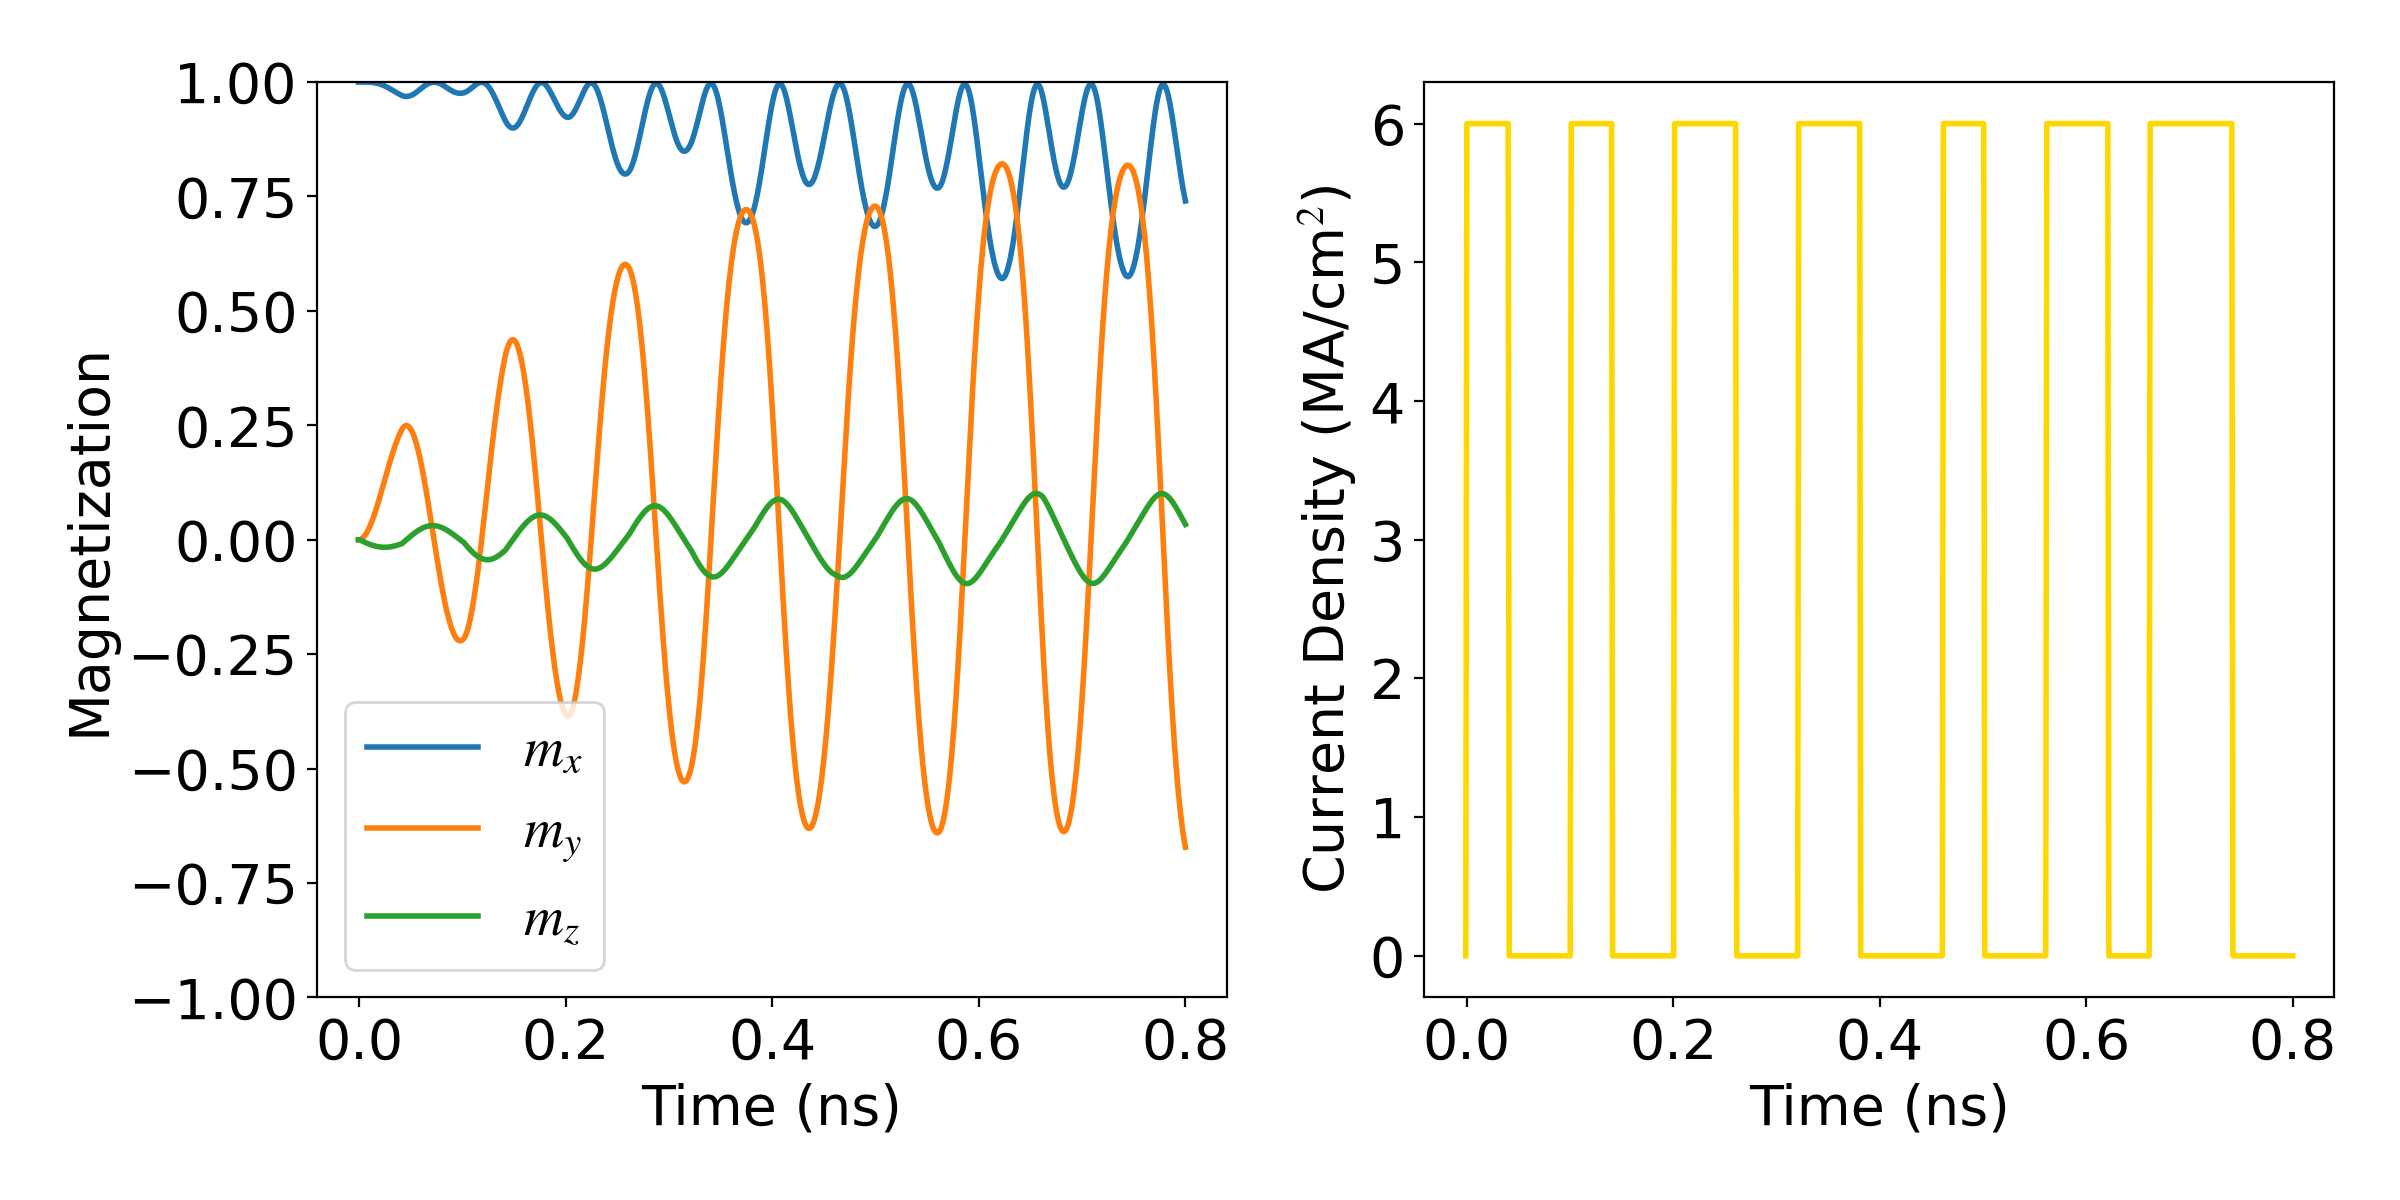 1.00
0.75
0.50
0.25
0.00
−0.25
−0.50
−0.75
−1.00
Magnetization
m_x
m_y
m_z
0.0 0.2 0.4 0.6 0.8
Time (ns)
6
5
4
3
2
1
0
Current Density (MA/cm²)
0.0 0.2 0.4 0.6 0.8
Time (ns)